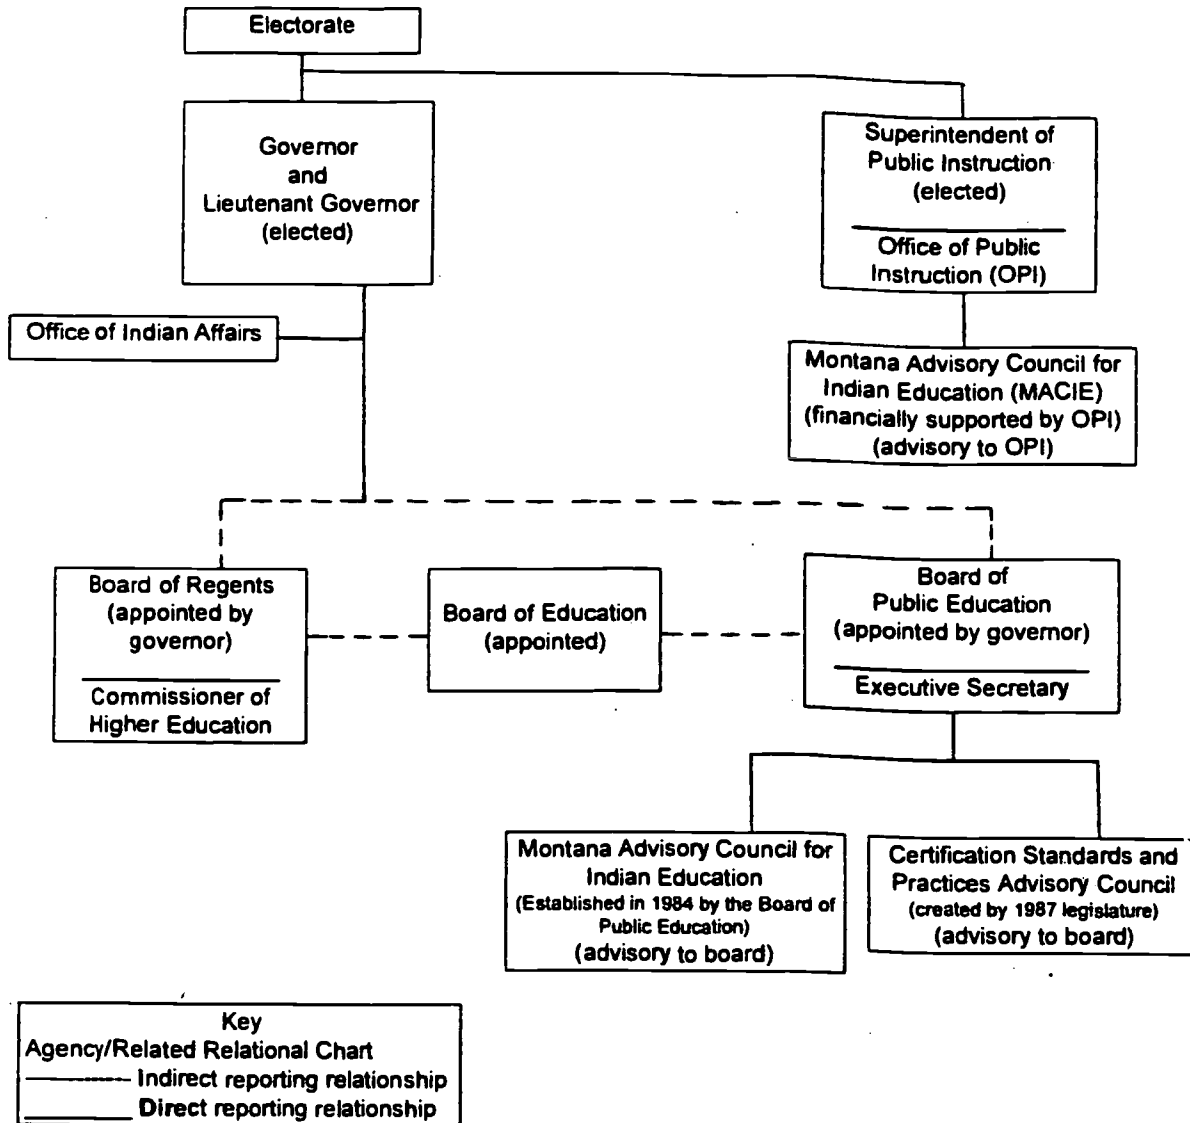 Electorate
Governor
and
Lieutenant Governor
(elected)
Superintendent of
Public Instruction
(elected)
Office of Public
Instruction (OPI)
Office of Indian Affairs
Montana Advisory Council for
Indian Education (MACIE)
(financially supported by OPI)
(advisory to OPI)
Board of Regents
(appointed by
governor)
Commissioner of
Higher Education
Board of Education
(appointed)
Board of
Public Education
(appointed by governor)
Executive Secretary
Montana Advisory Council for
Indian Education
(Established in 1984 by the Board of
Public Education)
(advisory to board)
Certification Standards and
Practices Advisory Council
(created by 1987 legislature)
(advisory to board)
Key
Agency/Related Relational Chart
Indirect reporting relationship
Direct reporting relationship